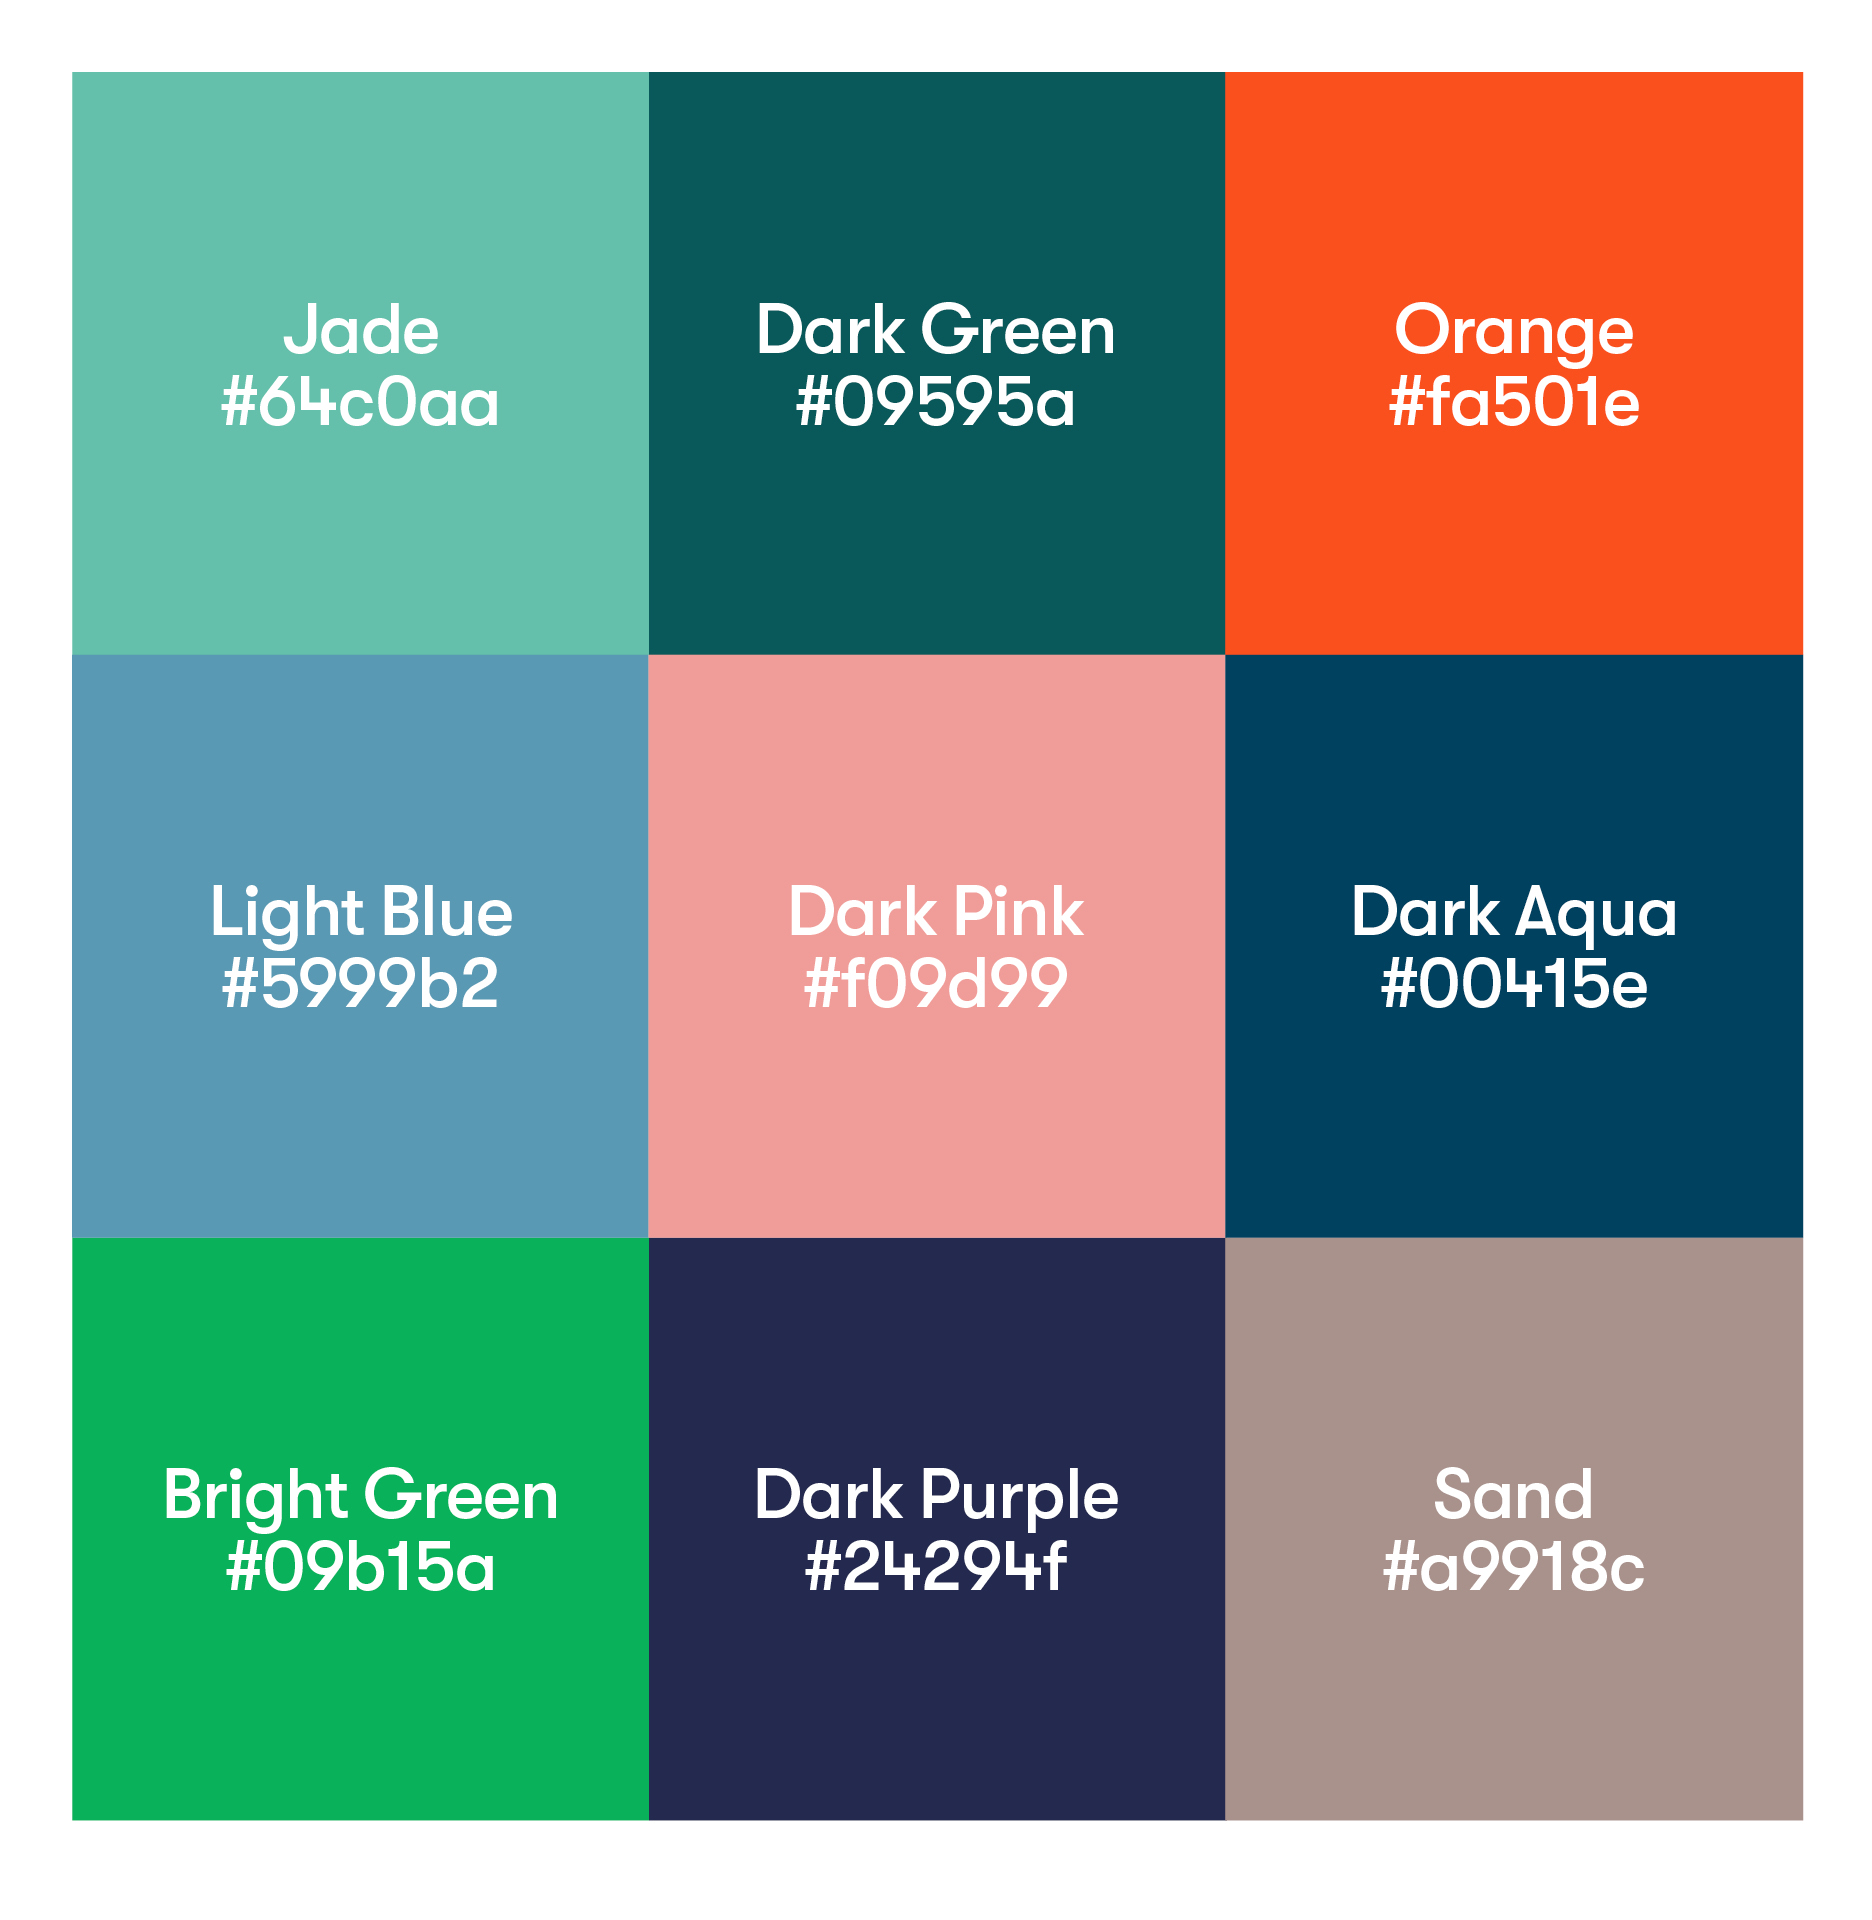 Jade
#64c0aa
Dark Green
#09595a
Orange
#fa501e
Light Blue
#5999b2
Dark Pink
#f09d99
Dark Aqua
#00415e
Bright Green
#09b15a
Dark Purple
#24294f
Sand
#a9918c